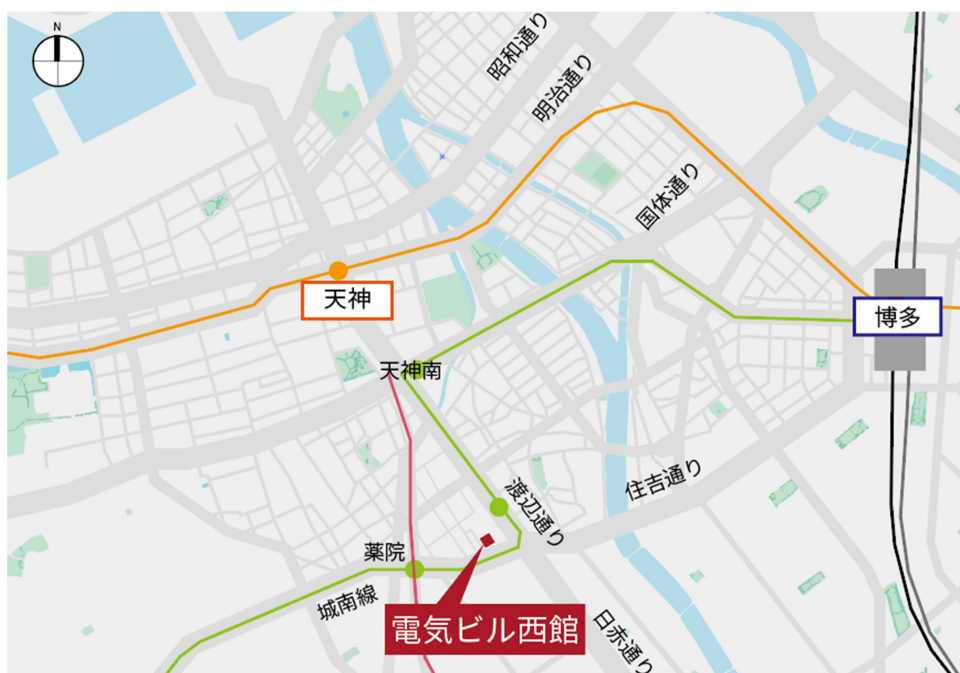 N
昭和通り
明治通り
国体通り
天神
博多
天神南
住吉通り
渡辺通り
薬院
城南線
電気ビル西館
日赤通り